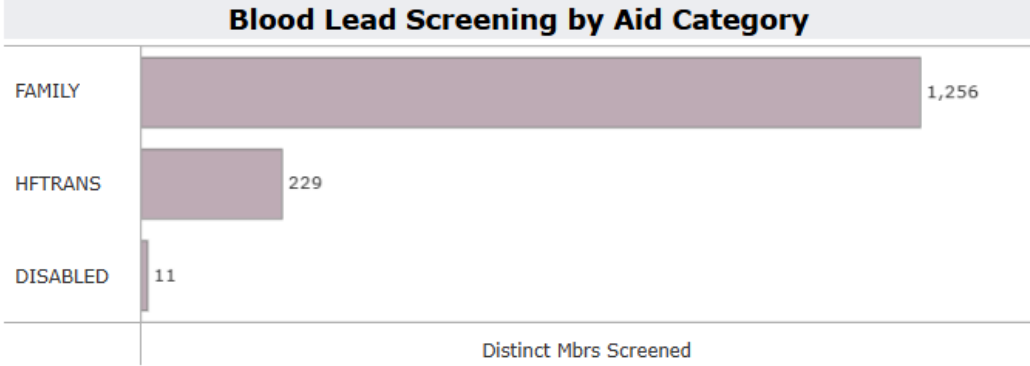 Blood Lead Screening by Aid Category
FAMILY 1,256
HFTRANS 229
DISABLED 11
Distinct Mbrs Screened